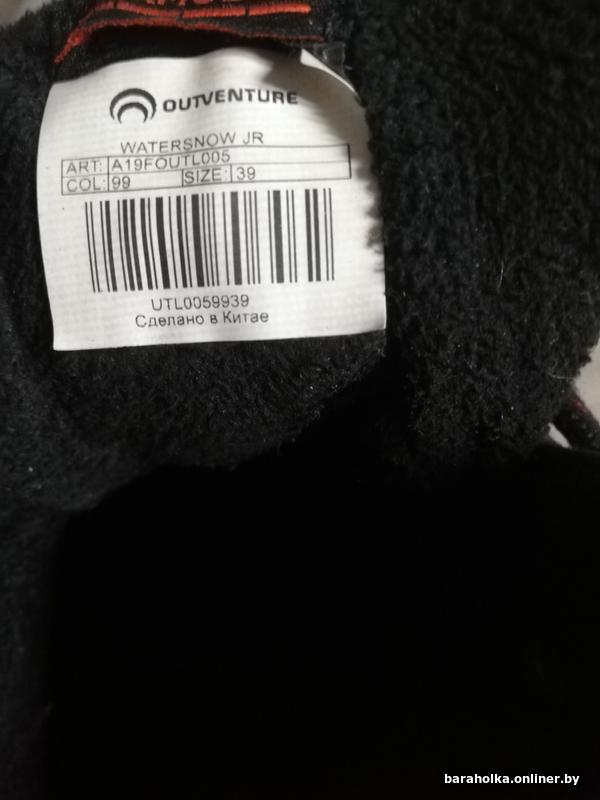 OUTVENTURE
WATERSNOW JR
ART: A19FOUTL005
COL: 99 SIZE: 39
UTL0059939
Сделано в Китае
baraholka.onliner.by